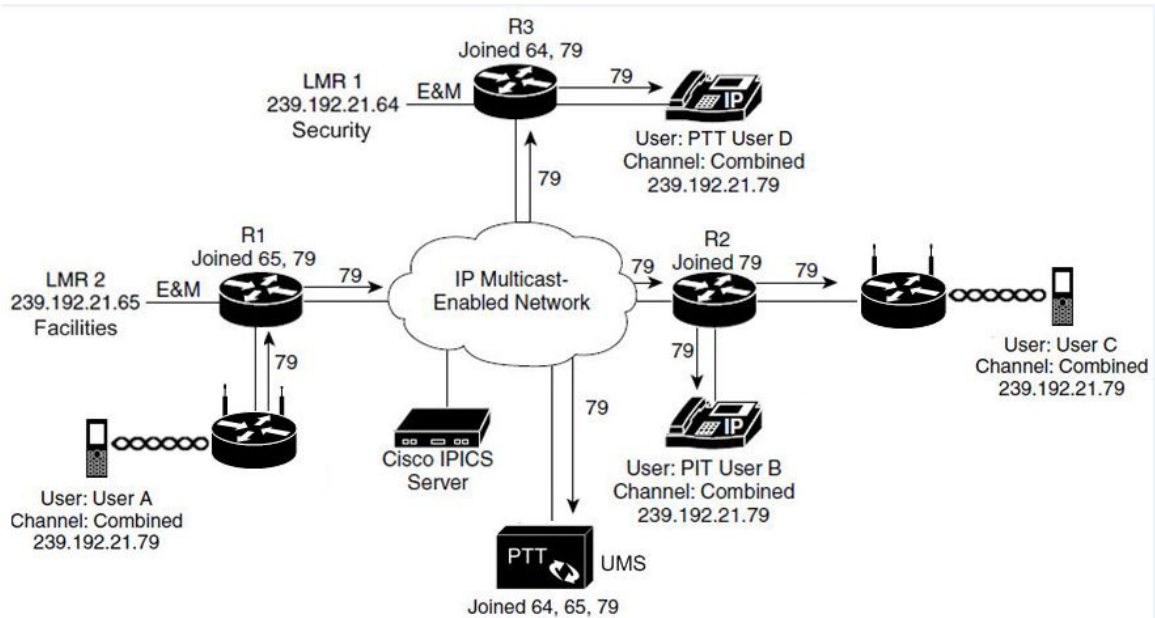 R3
Joined 64, 79
LMR 1
239.192.21.64
Security
E&M
79
IP
User: PTT User D
Channel: Combined
239.192.21.79
79
R1
Joined 65, 79
LMR 2
239.192.21.65
Facilities
E&M
79
IP Multicast-
Enabled Network
79
R2
Joined 79
79
79
User: User C
Channel: Combined
239.192.21.79
79
IP
User: PIT User B
Channel: Combined
239.192.21.79
User: User A
Channel: Combined
239.192.21.79
Cisco IPICS
Server
79
PTT
UMS
Joined 64, 65, 79